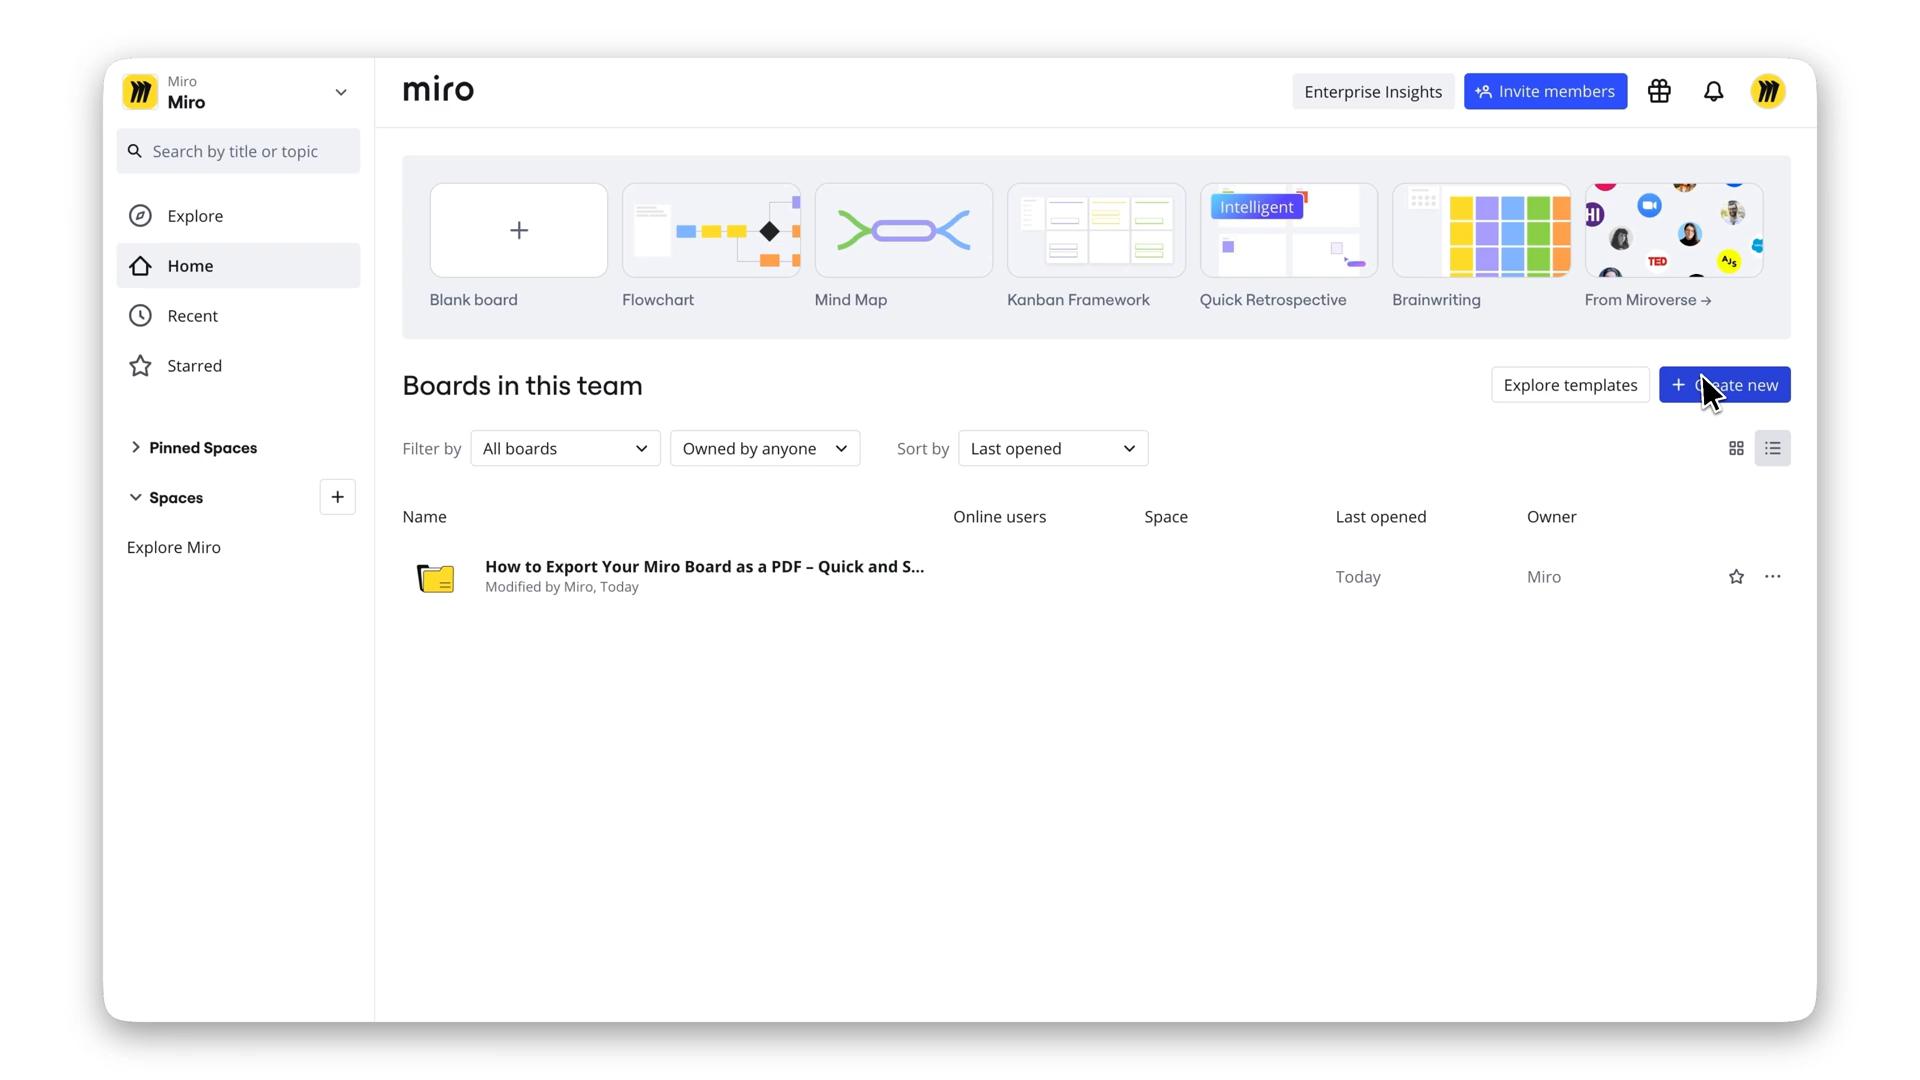 Miro
Miro
miro
Enterprise Insights
Invite members
Search by title or topic
Explore
Home
Recent
Starred
Pinned Spaces
Spaces
Explore Miro
Intelligent
HI
TED
AJS
Blank board
Flowchart
Mind Map
Kanban Framework
Quick Retrospective
Brainwriting
From Miroverse →
Boards in this team
Explore templates
+ Create new
Filter by
All boards
Owned by anyone
Sort by
Last opened
Name
Online users
Space
Last opened
Owner
How to Export Your Miro Board as a PDF – Quick and S...
Modified by Miro, Today
Today
Miro